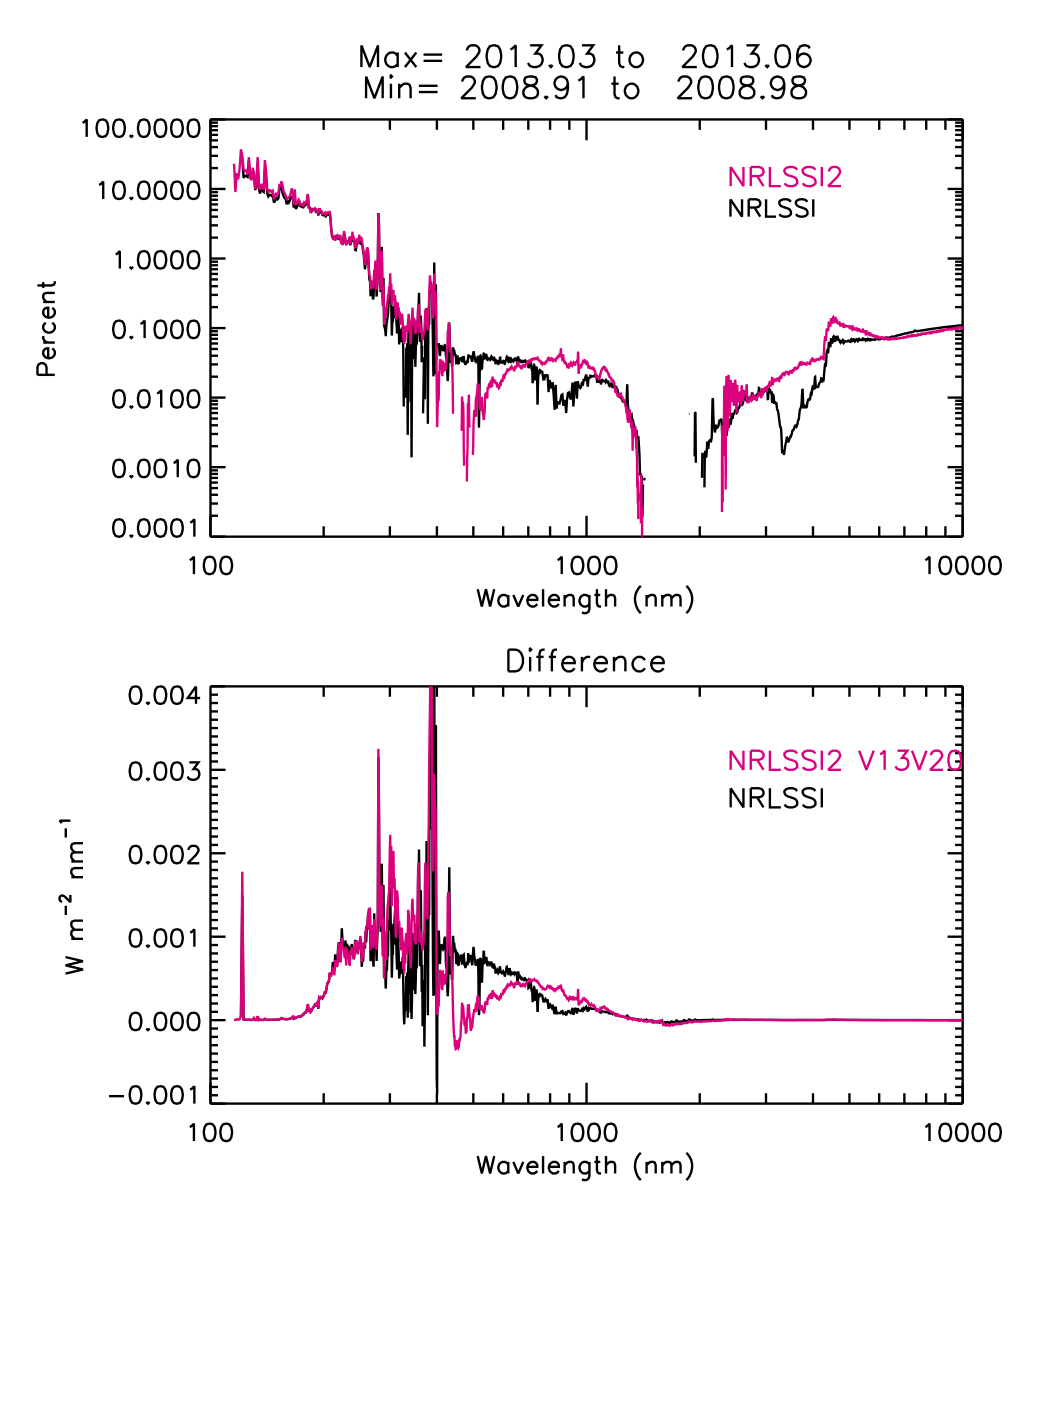 Max= 2013.03 to 2013.06
Min= 2008.91 to 2008.98
100.0000
10.0000
1.0000
0.1000
0.0100
0.0010
0.0001
Percent
NRLSSI2
NRLSSI
100 1000 10000
Wavelength (nm)
Difference
0.004
0.003
0.002
0.001
0.000
-0.001
W m⁻² nm⁻¹
NRLSSI2 V13V20
NRLSSI
100 1000 10000
Wavelength (nm)